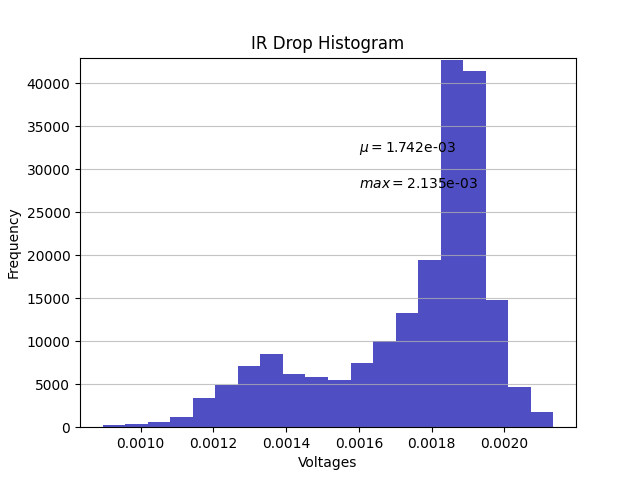 IR Drop Histogram
40000
35000
30000
25000
20000
15000
10000
5000
0
Frequency
μ = 1.742e-03
max = 2.135e-03
0.0010 0.0012 0.0014 0.0016 0.0018 0.0020
Voltages